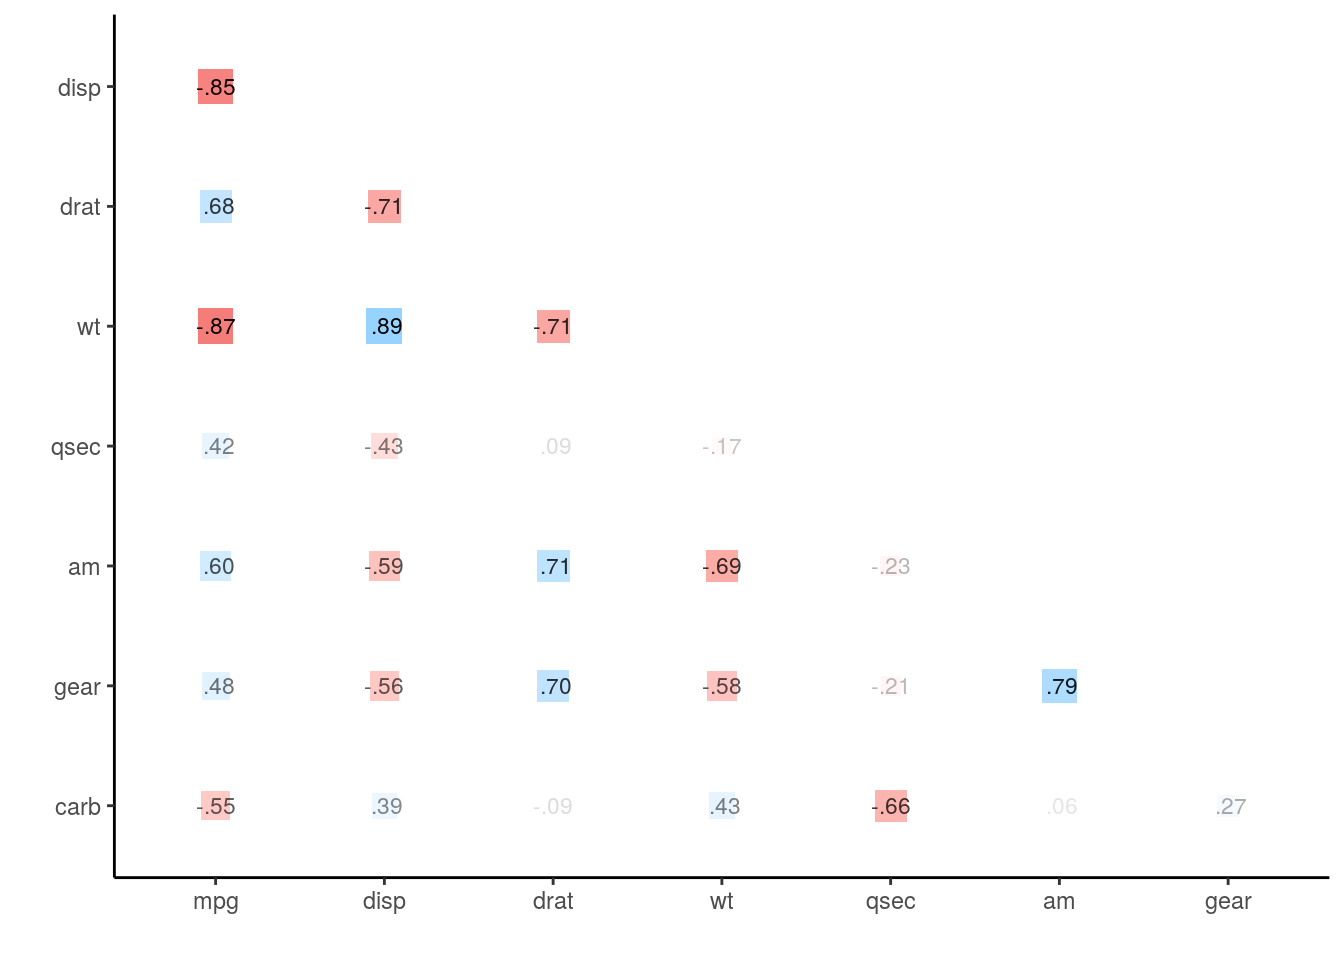 disp -.85
drat .68 -.71
wt -.87 .89 -.71
qsec .42 -.43 .09 -.17
am .60 -.59 .71 -.69 -.23
gear .48 -.56 .70 -.58 -.21 .79
carb -.55 .39 -.09 .43 -.66 .06 .27
mpg disp drat wt qsec am gear